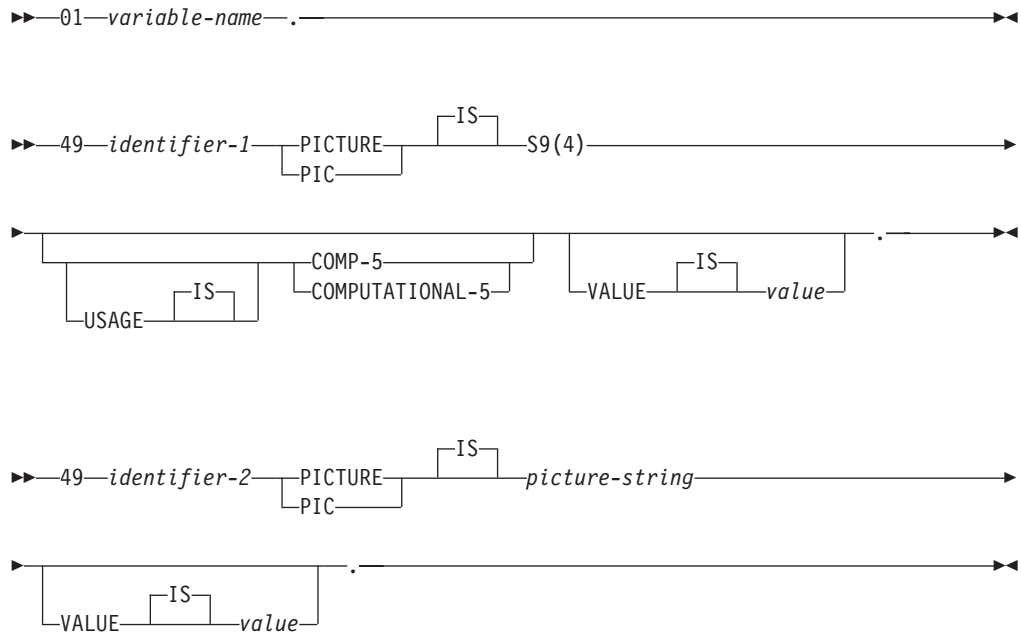 01 variable-name .
IS
49 identifier-1 PICTURE S9(4)
PIC
.
COMP-5 IS
IS COMPUTATIONAL-5 VALUE value
USAGE
IS
49 identifier-2 PICTURE picture-string
PIC
.
IS
VALUE value